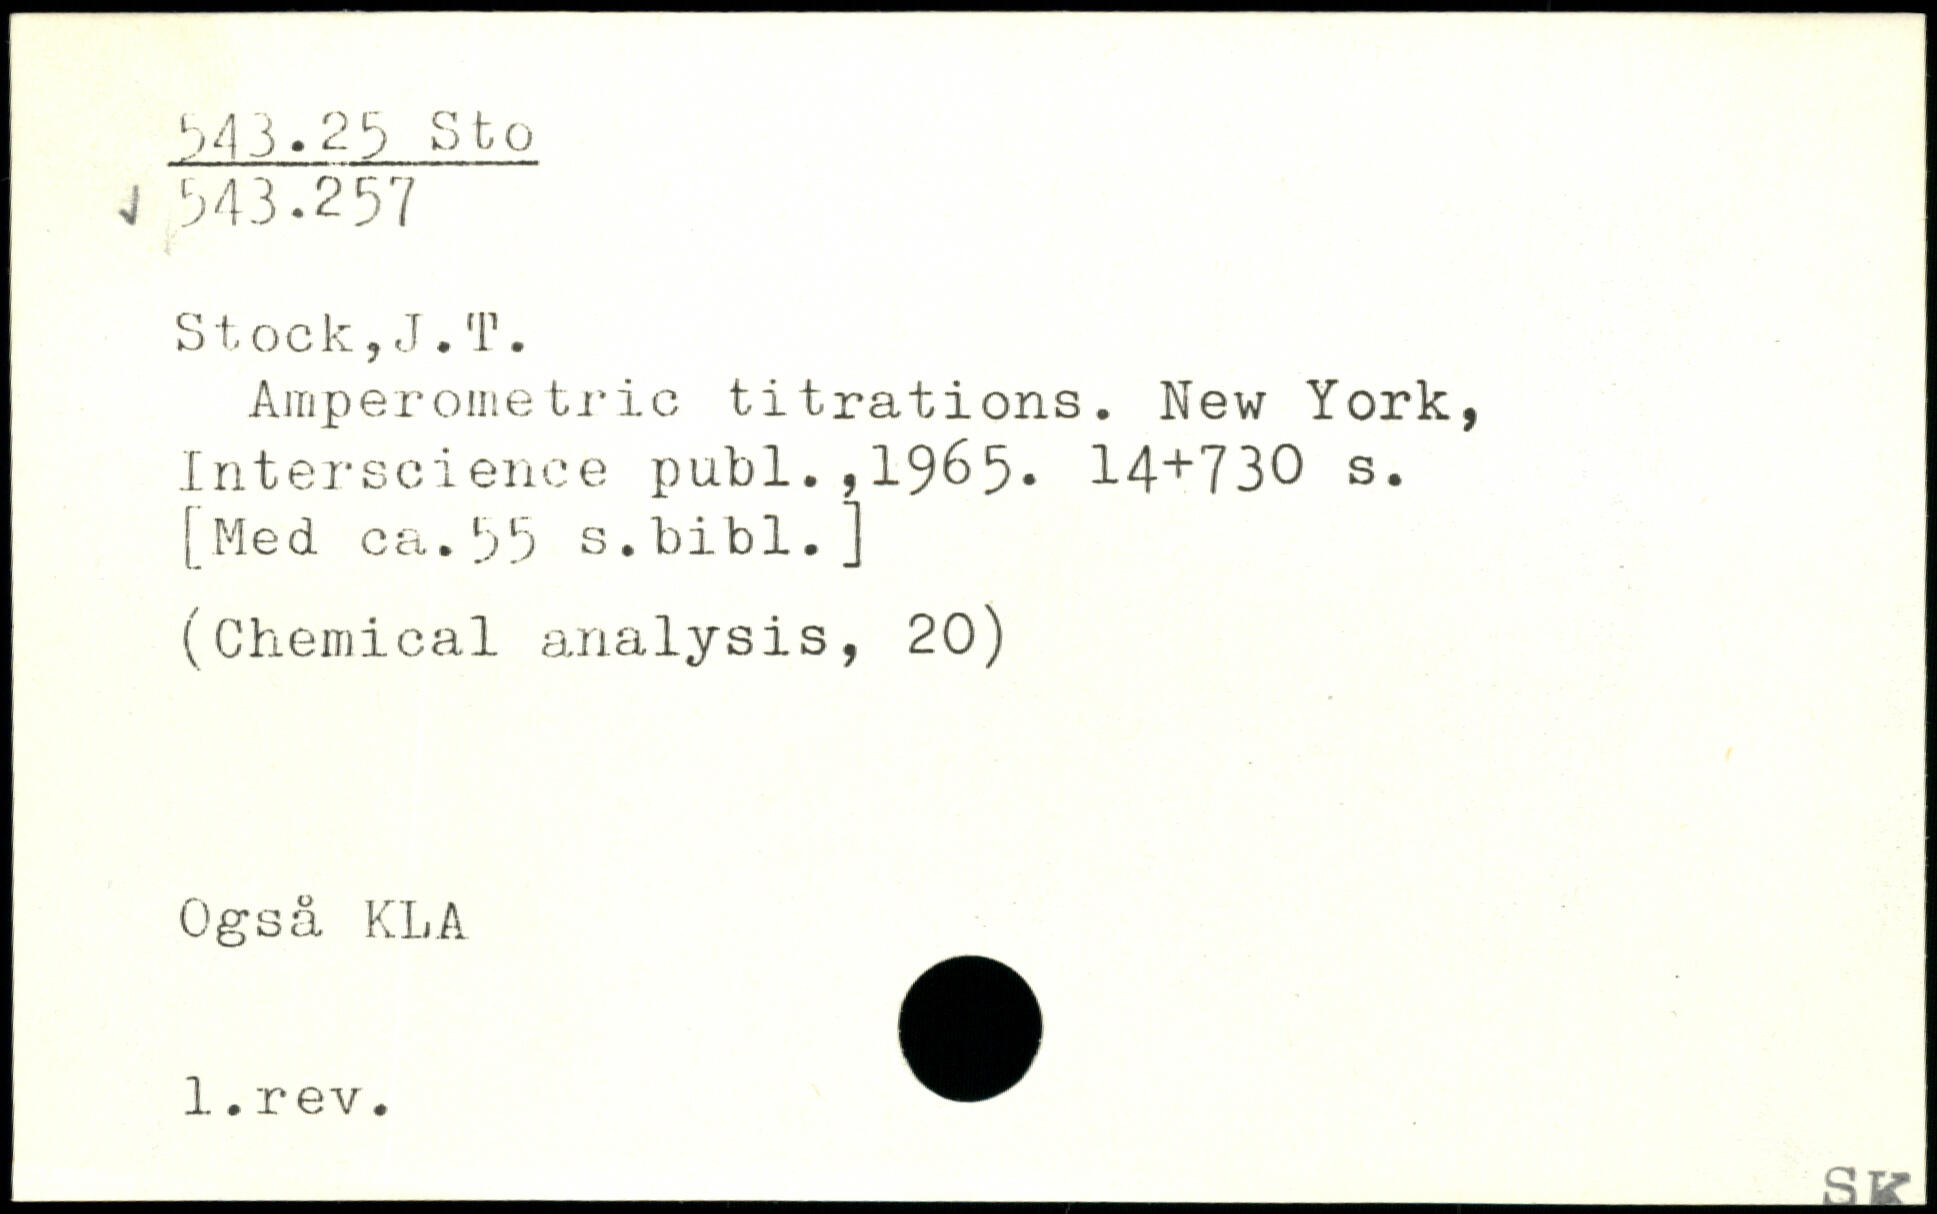 543.25 Sto
543.257
Stock,J.T.
Amperometric titrations. New York,
Interscience publ.,1965. 14+730 s.
[Med ca.55 s.bibl.]
(Chemical analysis, 20)
Også KLA
1.rev.
SK